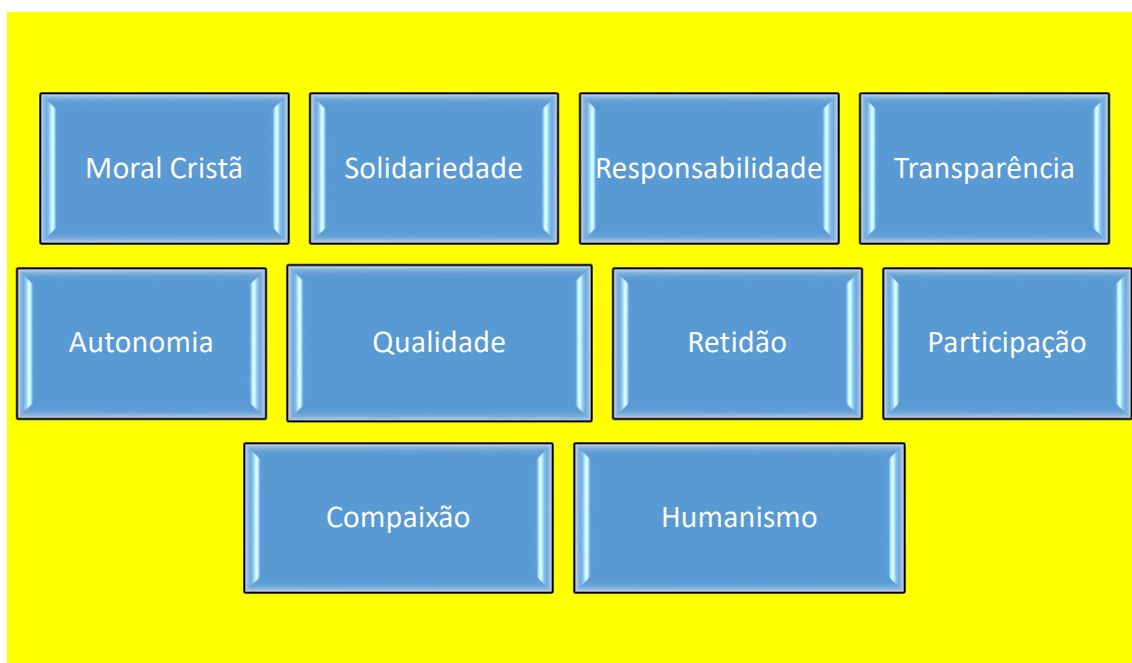 Moral Cristã
Solidariedade
Responsabilidade
Transparência
Autonomia
Qualidade
Retidão
Participação
Compaixão
Humanismo